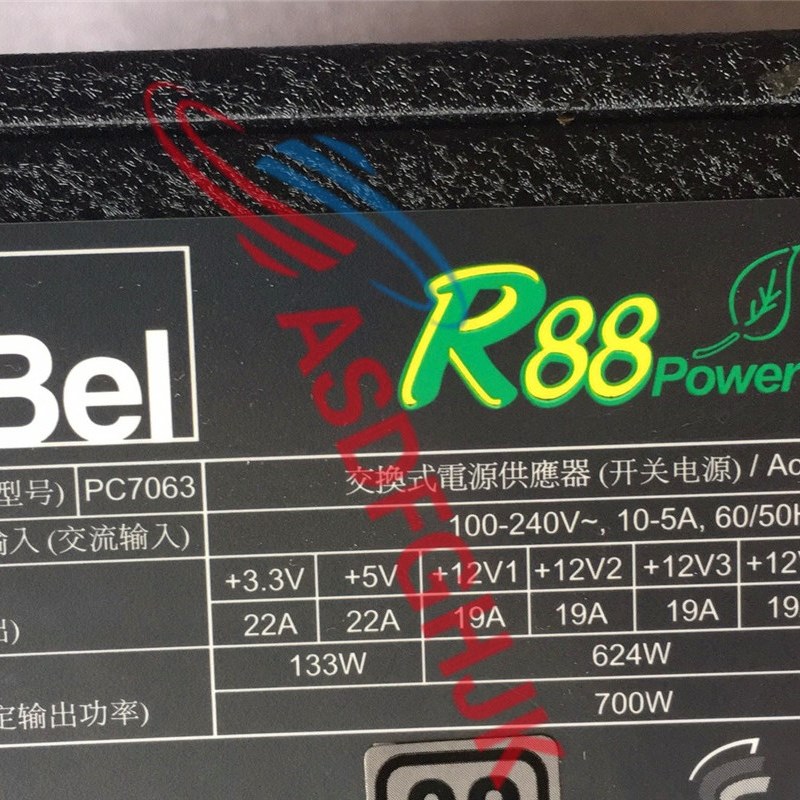 Bel
R88 Power
型号) PC7063 交換式電源供應器 (开关电源) / Ac
输入 (交流输入) 100-240V~, 10-5A, 60/50H
+3.3V +5V +12V1 +12V2 +12V3 +12V
出) 22A 22A 19A 19A 19A 19
133W 624W
定输出功率) 700W
ASDFGHJK